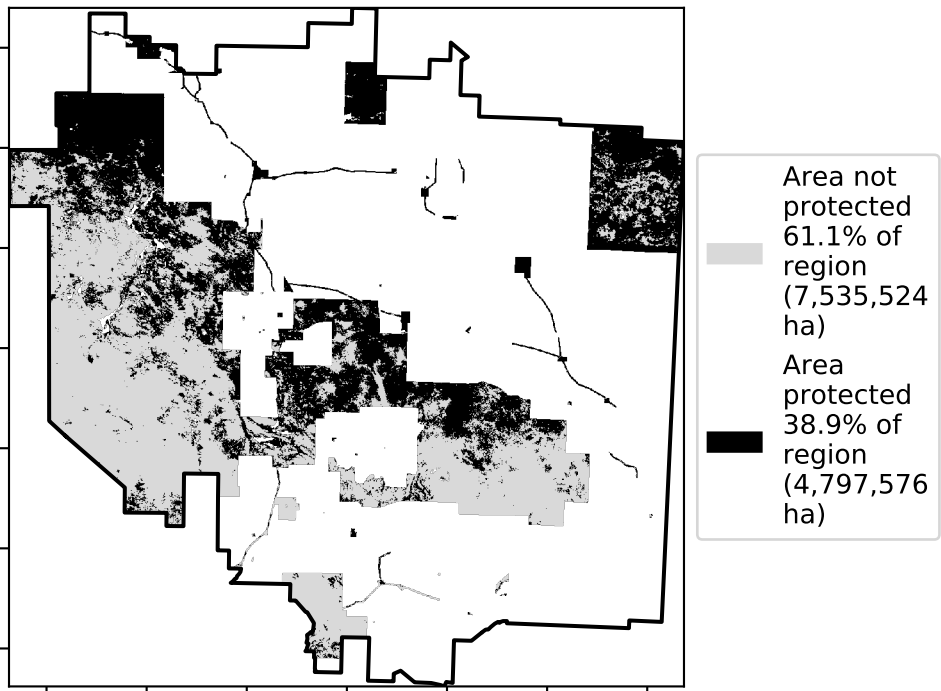 Area not
protected
61.1% of
region
(7,535,524
ha)
Area
protected
38.9% of
region
(4,797,576
ha)